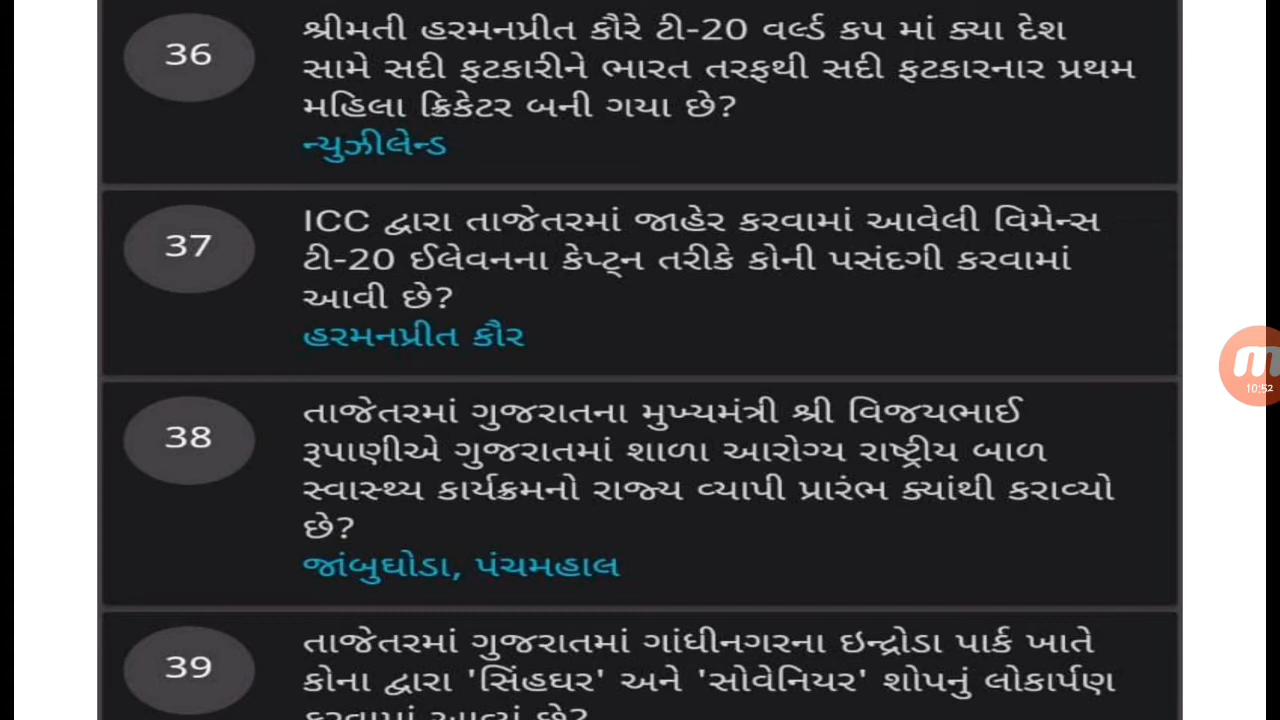 36
શ્રીમતી હરમનપ્રીત કૌરે ટી-20 વર્લ્ડ કપ માં ક્યા દેશ
સામે સદી ફટકારીને ભારત તરફથી સદી ફટકારનાર પ્રથમ
મહિલા ક્રિકેટર બની ગયા છે?
ન્યુઝીલેન્ડ
37
ICC દ્વારા તાજેતરમાં જાહેર કરવામાં આવેલી વિમેન્સ
ટી-20 ઈલેવનના કેપ્ટ્ન તરીકે કોની પસંદગી કરવામાં
આવી છે?
હરમનપ્રીત કૌર
38
તાજેતરમાં ગુજરાતના મુખ્યમંત્રી શ્રી વિજયભાઈ
રૂપાણીએ ગુજરાતમાં શાળા આરોગ્ય રાષ્ટ્રીય બાળ
સ્વાસ્થ્ય કાર્યક્રમનો રાજ્ય વ્યાપી પ્રારંભ ક્યાંથી કરાવ્યો
છે?
જાંબુઘોડા, પંચમહાલ
39
તાજેતરમાં ગુજરાતમાં ગાંધીનગરના ઇન્દ્રોડા પાર્ક ખાતે
કોના દ્વારા 'સિંહઘર' અને 'સોવેનિયર' શોપનું લોકાર્પણ
કરવામાં આવ્યું છે?
10:52